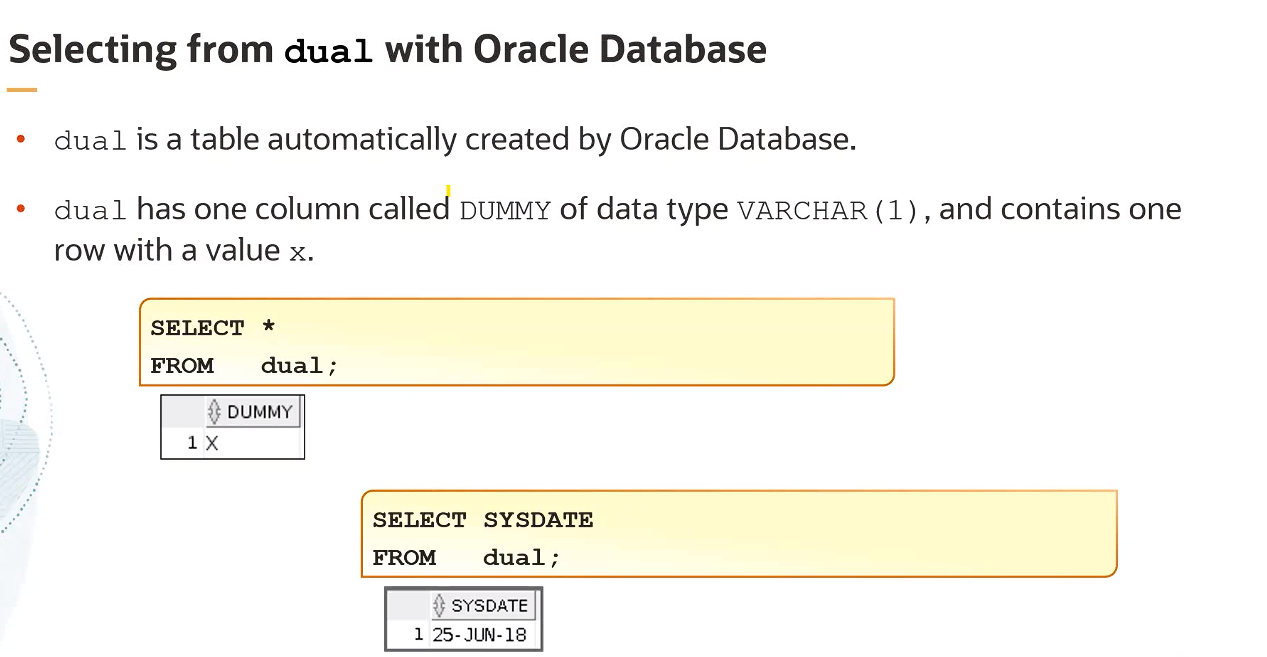 Selecting from dual with Oracle Database
• dual is a table automatically created by Oracle Database.
• dual has one column called DUMMY of data type VARCHAR(1), and contains one
row with a value x.
SELECT *
FROM dual;
DUMMY
1 X
SELECT SYSDATE
FROM dual;
SYSDATE
1 25-JUN-18